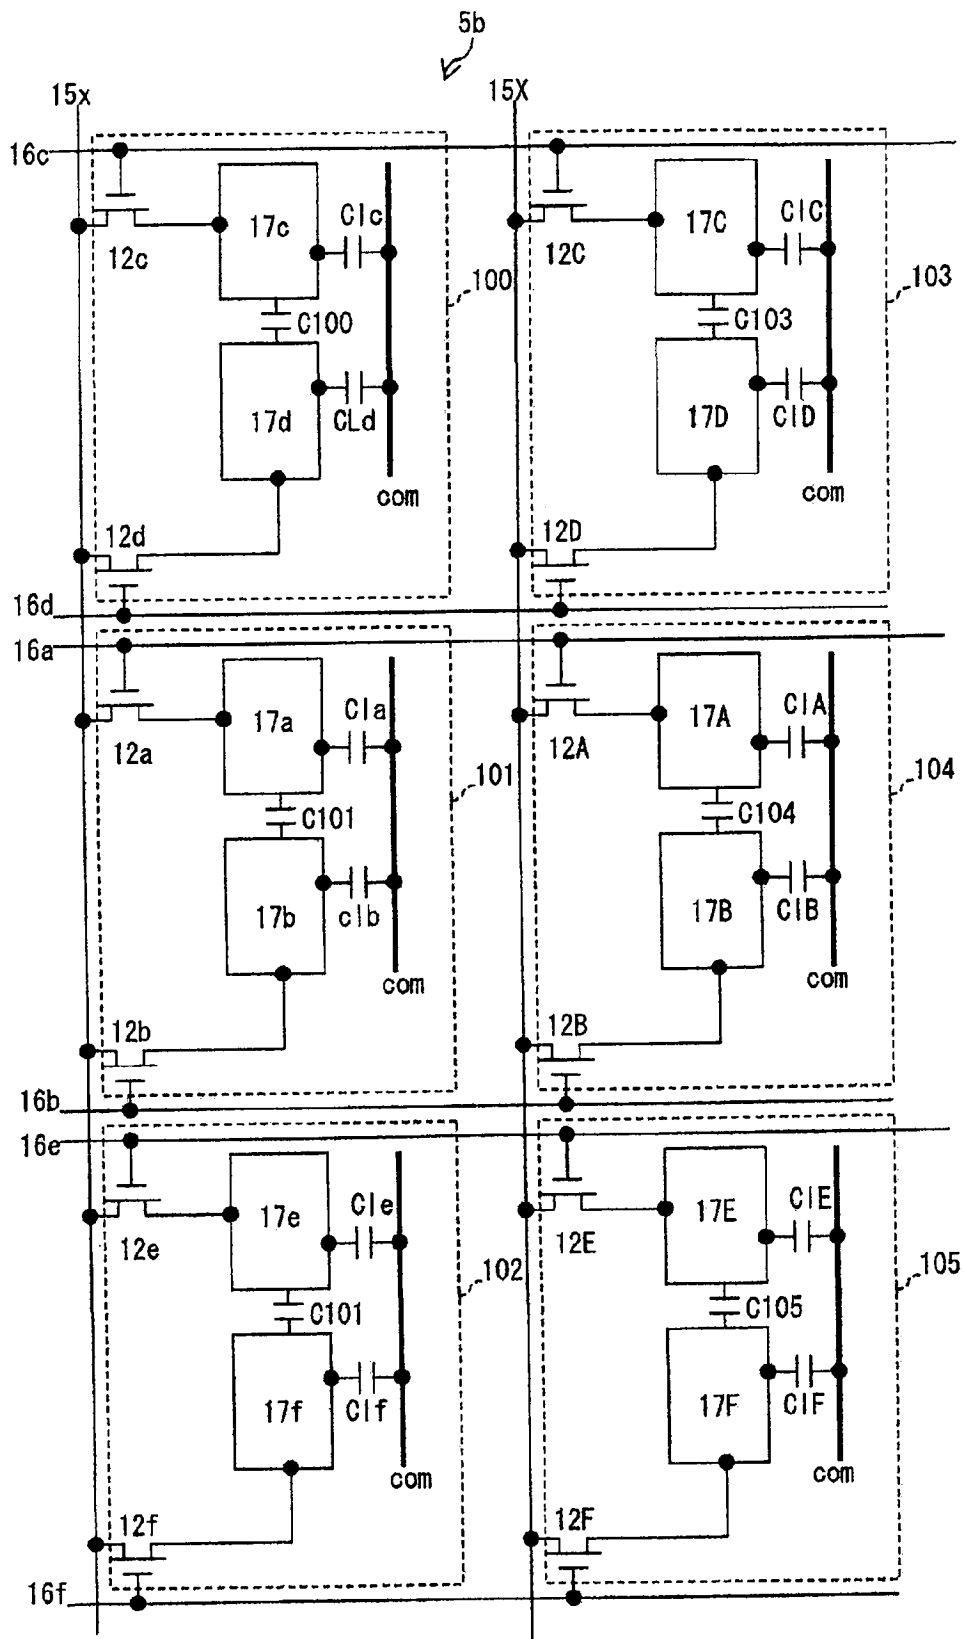 5b
15x 15X
16c
17c Clc 17C ClC
12c 12C
100 103
C100 C103
17d CLd 17D ClD
com com
12d 12D
16d
16a
17a Cla 17A ClA
12a 12A
101 104
C101 C104
17b clb 17B ClB
com com
12b 12B
16b
16e
17e Cle 17E ClE
12e 12E
102 105
C101 C105
17f Clf 17F ClF
com com
12f 12F
16f